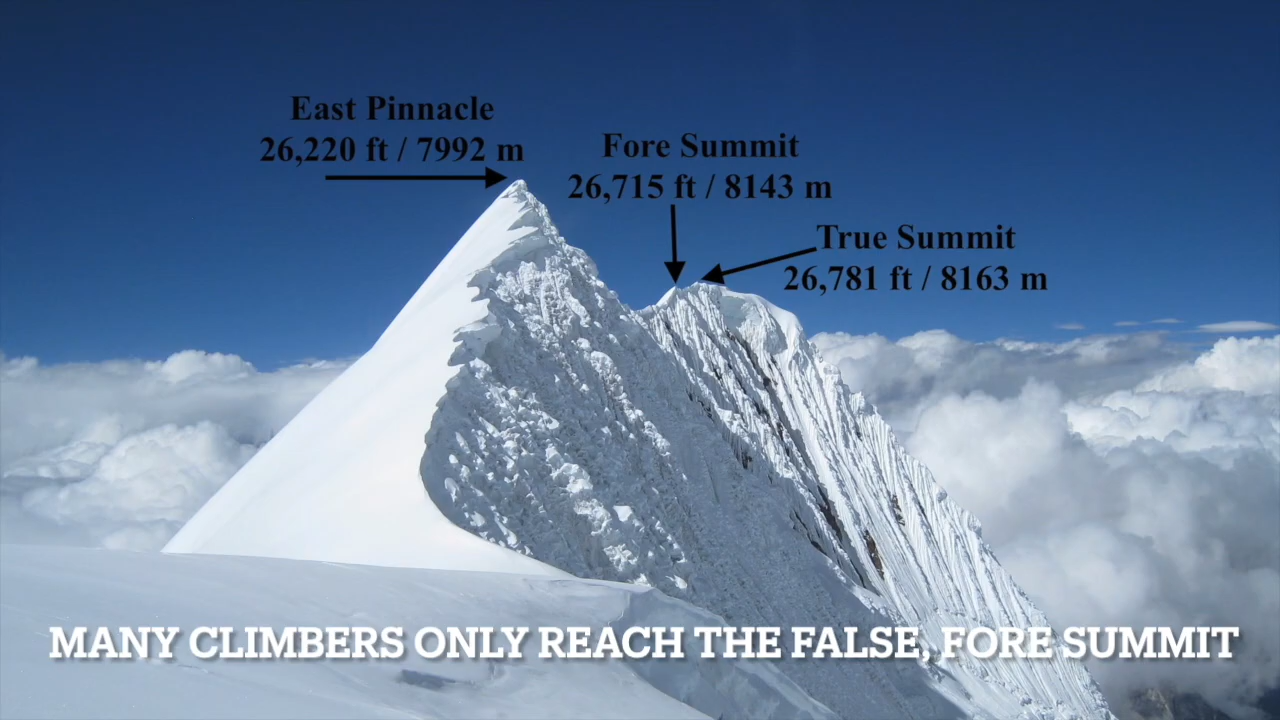 East Pinnacle
26,220 ft / 7992 m
Fore Summit
26,715 ft / 8143 m
True Summit
26,781 ft / 8163 m
MANY CLIMBERS ONLY REACH THE FALSE, FORE SUMMIT